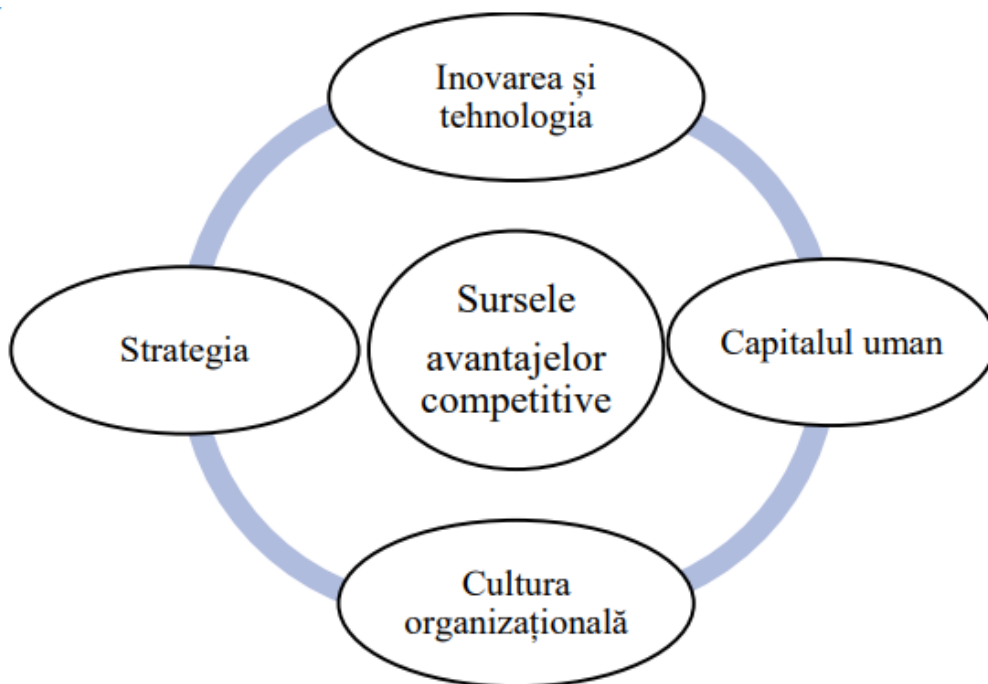 Inovarea și
tehnologia
Strategia
Sursele
avantajelor
competitive
Capitalul uman
Cultura
organizațională